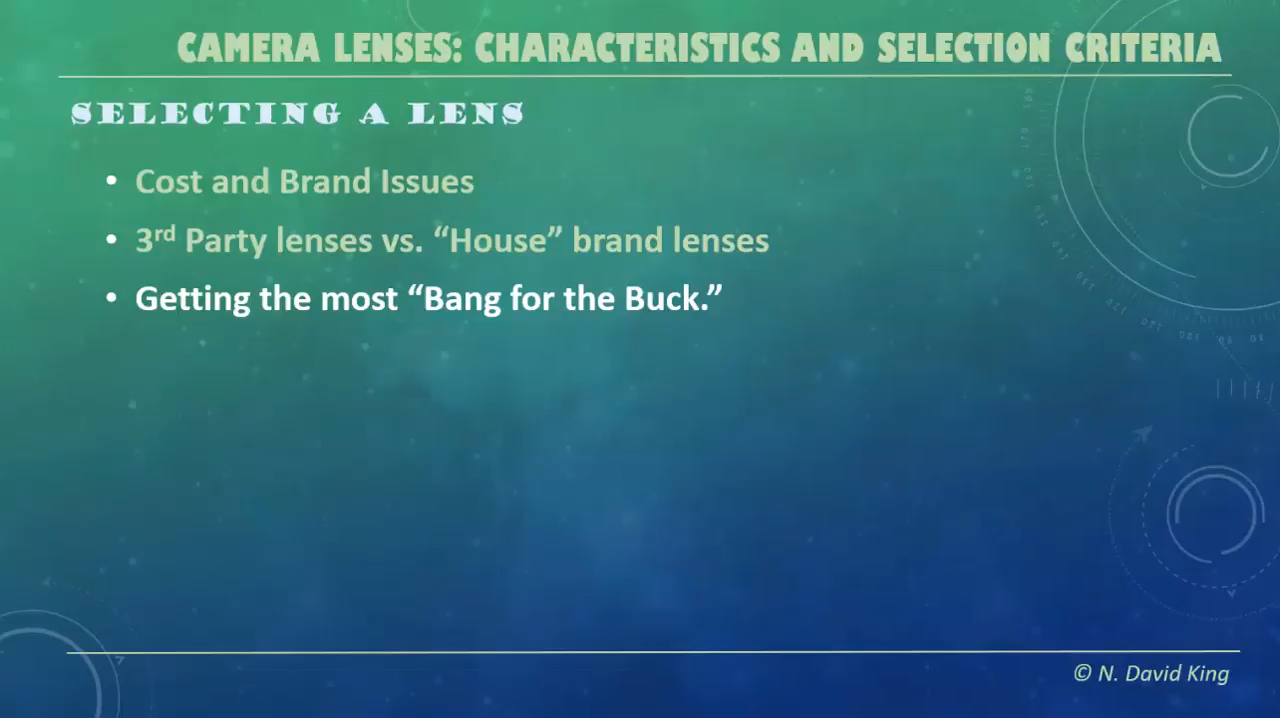 CAMERA LENSES: CHARACTERISTICS AND SELECTION CRITERIA
SELECTING A LENS
• Cost and Brand Issues
• 3rd Party lenses vs. “House” brand lenses
• Getting the most “Bang for the Buck.”
© N. David King